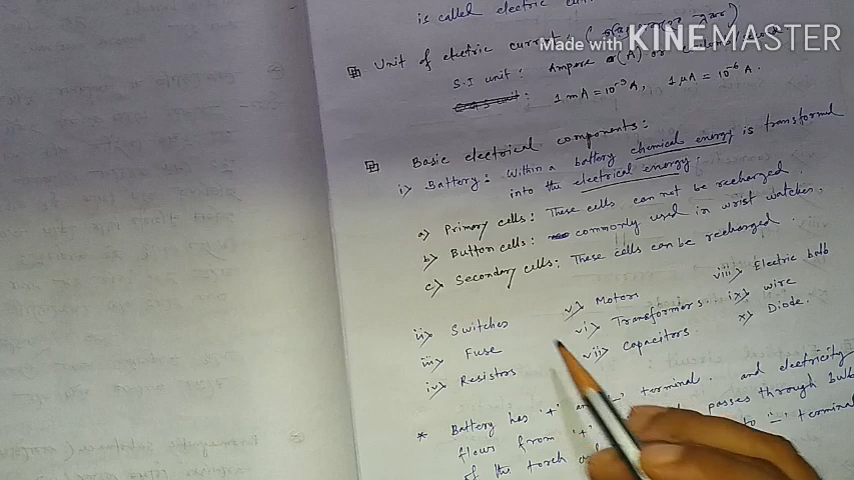 is called electric
Made with KINEMASTER
Unit of electric current:
S.I unit: Ampere (A) or
1 mA = 10⁻³ A, 1 μA = 10⁻⁶ A.
Basic electrical components:
i> Battery: Within a battery chemical energy is transformed
into the electrical energy.
a> Primary cells: These cells can not be recharged.
b> Button cells: commonly used in wrist watches.
c> Secondary cells: These cells can be recharged.
ii> Switches v> Motors viii> Electric bulb
iii> Fuse vi> Transformers ix> wire
iv> Resistors vii> Capacitors x> Diode.
* Battery has '+' terminal. and electricity
flows from '+' passes through bulb
of the torch to '-' terminal